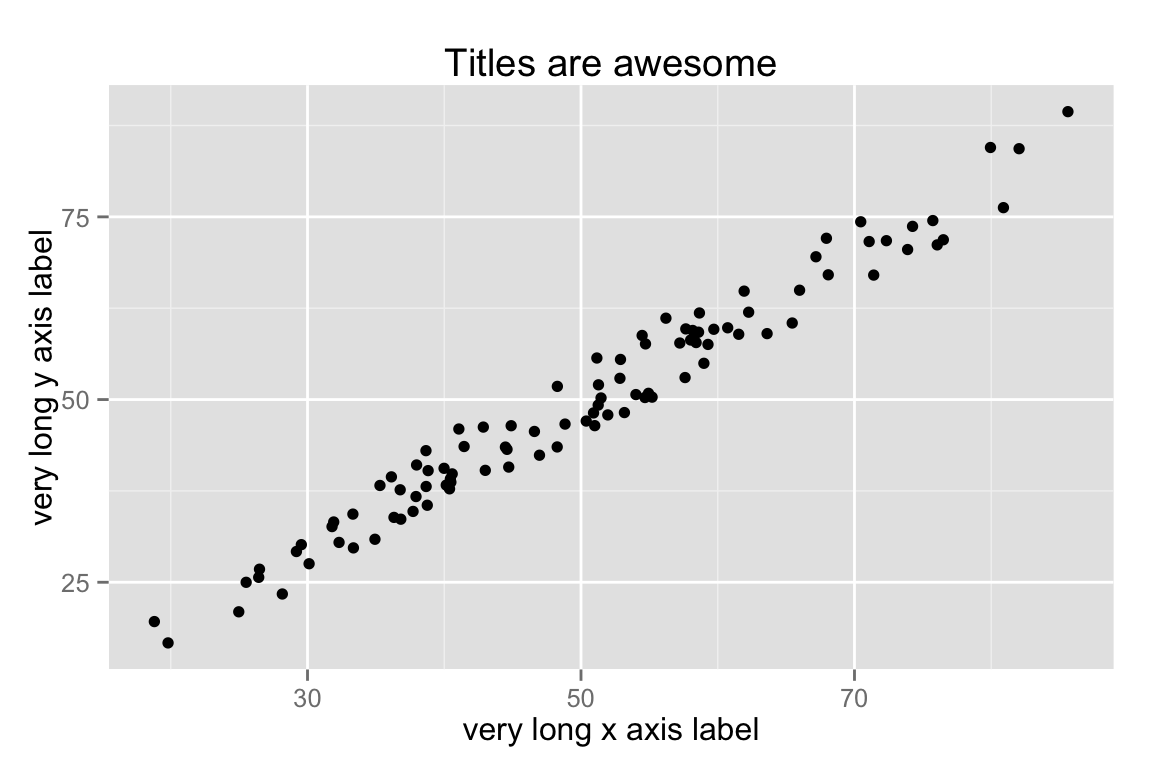 Titles are awesome
75
50
25
very long y axis label
30 50 70
very long x axis label